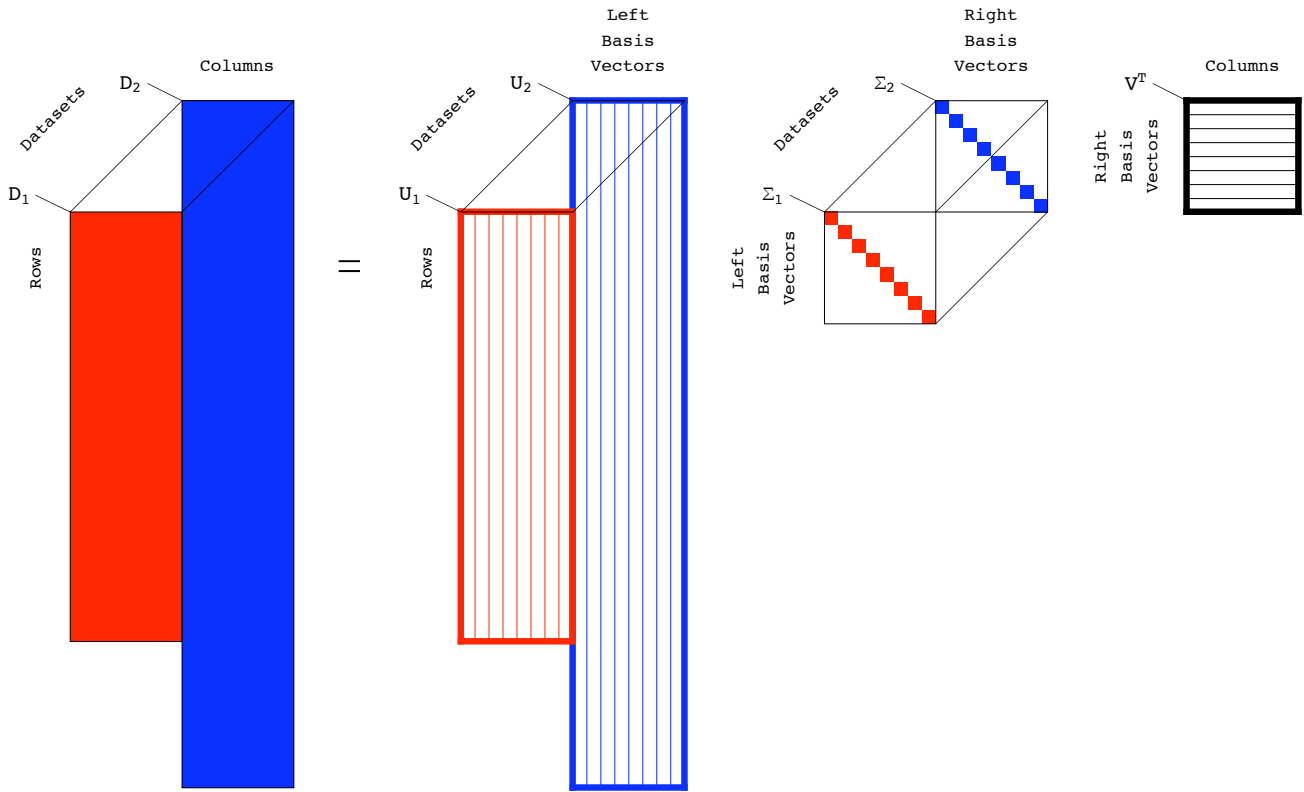 Columns
D2
Datasets
D1
Rows
=
Left
Basis
Vectors
U2
Datasets
U1
Rows
Right
Basis
Vectors
Σ2
Datasets
Σ1
Left
Basis
Vectors
Columns
V^T
Right
Basis
Vectors